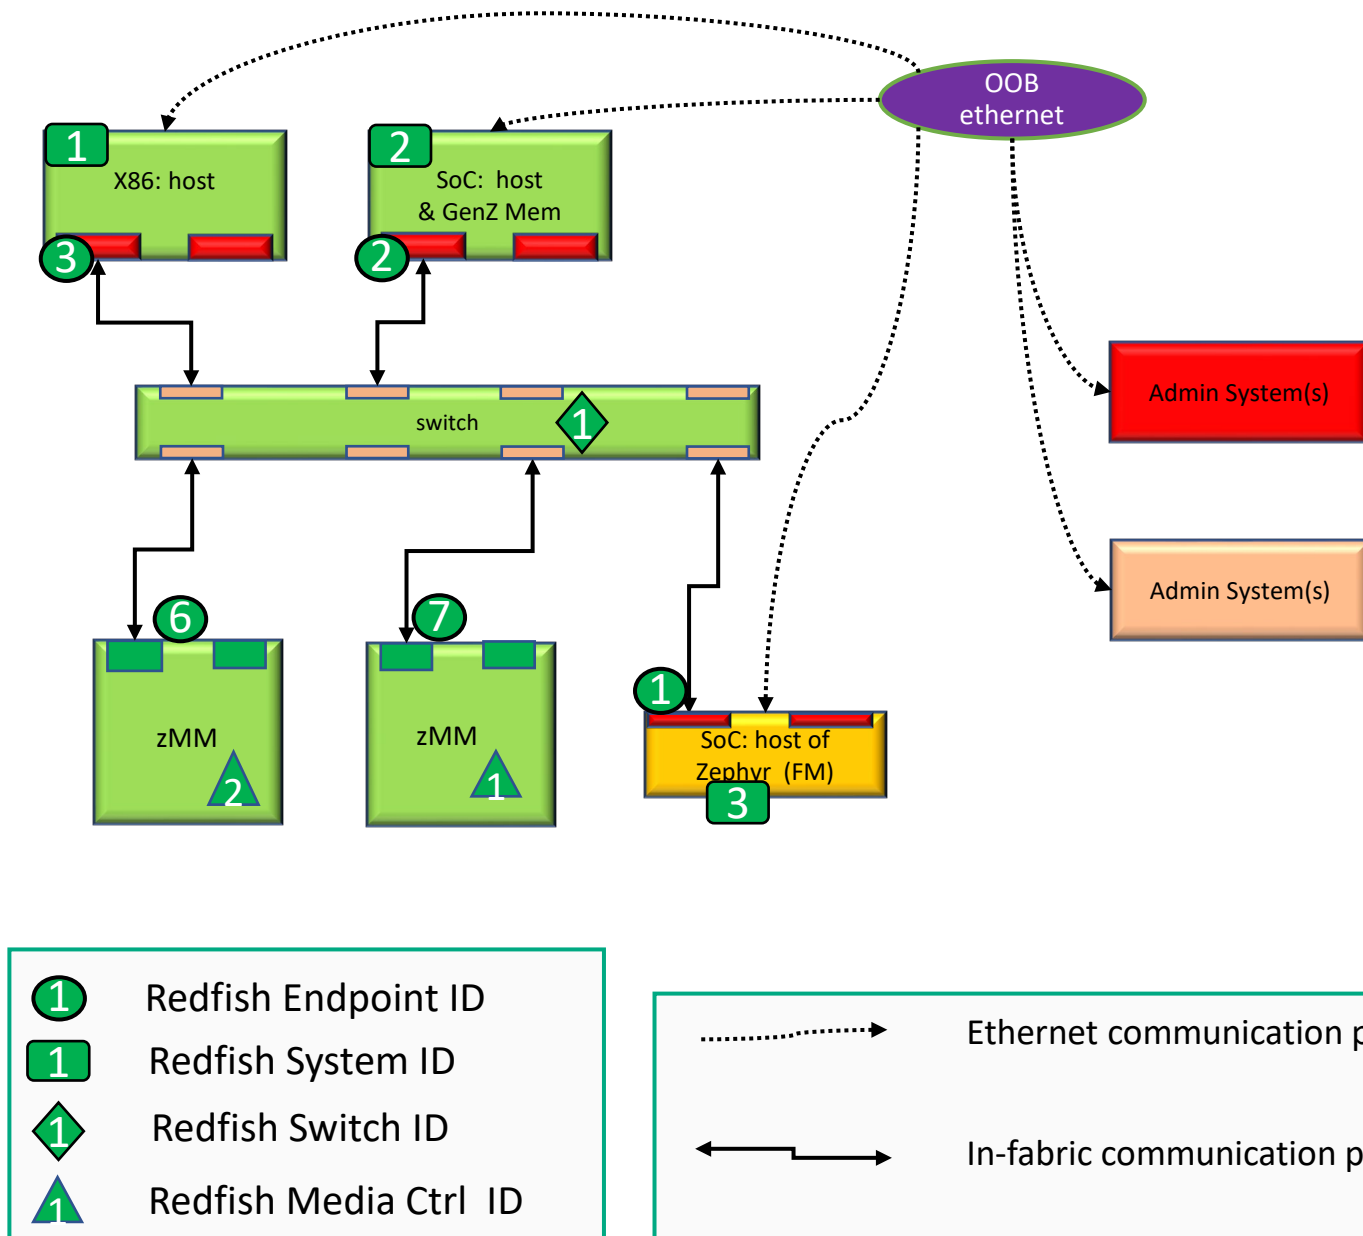 OOB
ethernet
1
X86: host
3
2
SoC: host
& GenZ Mem
2
Admin System(s)
switch
1
Admin System(s)
6
zMM
2
7
zMM
1
1
SoC: host of
Zephyr (FM)
3
1 Redfish Endpoint ID
1 Redfish System ID
1 Redfish Switch ID
1 Redfish Media Ctrl ID
Ethernet communication p
In-fabric communication p